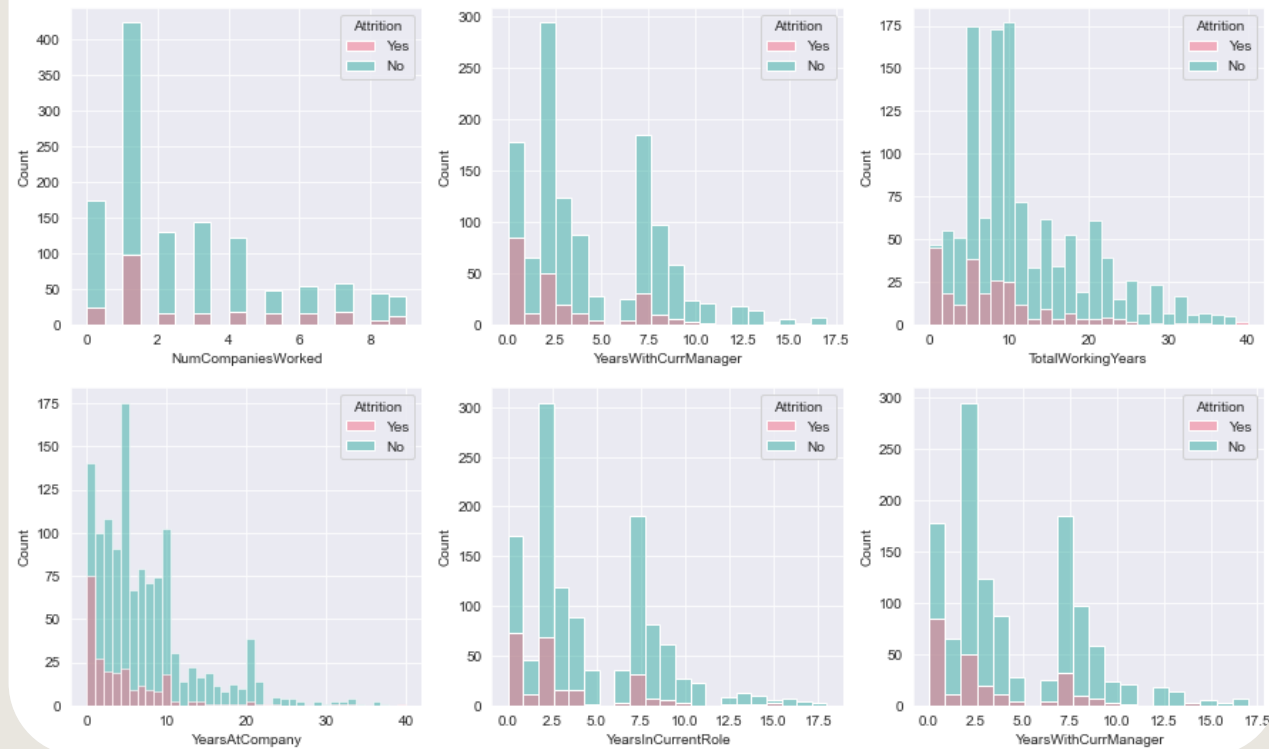 Attrition
Yes
No
Count
400
350
300
250
200
150
100
50
0
0 2 4 6 8
NumCompaniesWorked
Attrition
Yes
No
Count
300
250
200
150
100
50
0
0.0 2.5 5.0 7.5 10.0 12.5 15.0 17.5
YearsWithCurrManager
Attrition
Yes
No
Count
175
150
125
100
75
50
25
0
0 10 20 30 40
TotalWorkingYears
Attrition
Yes
No
Count
175
150
125
100
75
50
25
0
0 10 20 30 40
YearsAtCompany
Attrition
Yes
No
Count
300
250
200
150
100
50
0
0.0 2.5 5.0 7.5 10.0 12.5 15.0 17.5
YearsInCurrentRole
Attrition
Yes
No
Count
300
250
200
150
100
50
0
0.0 2.5 5.0 7.5 10.0 12.5 15.0 17.5
YearsWithCurrManager